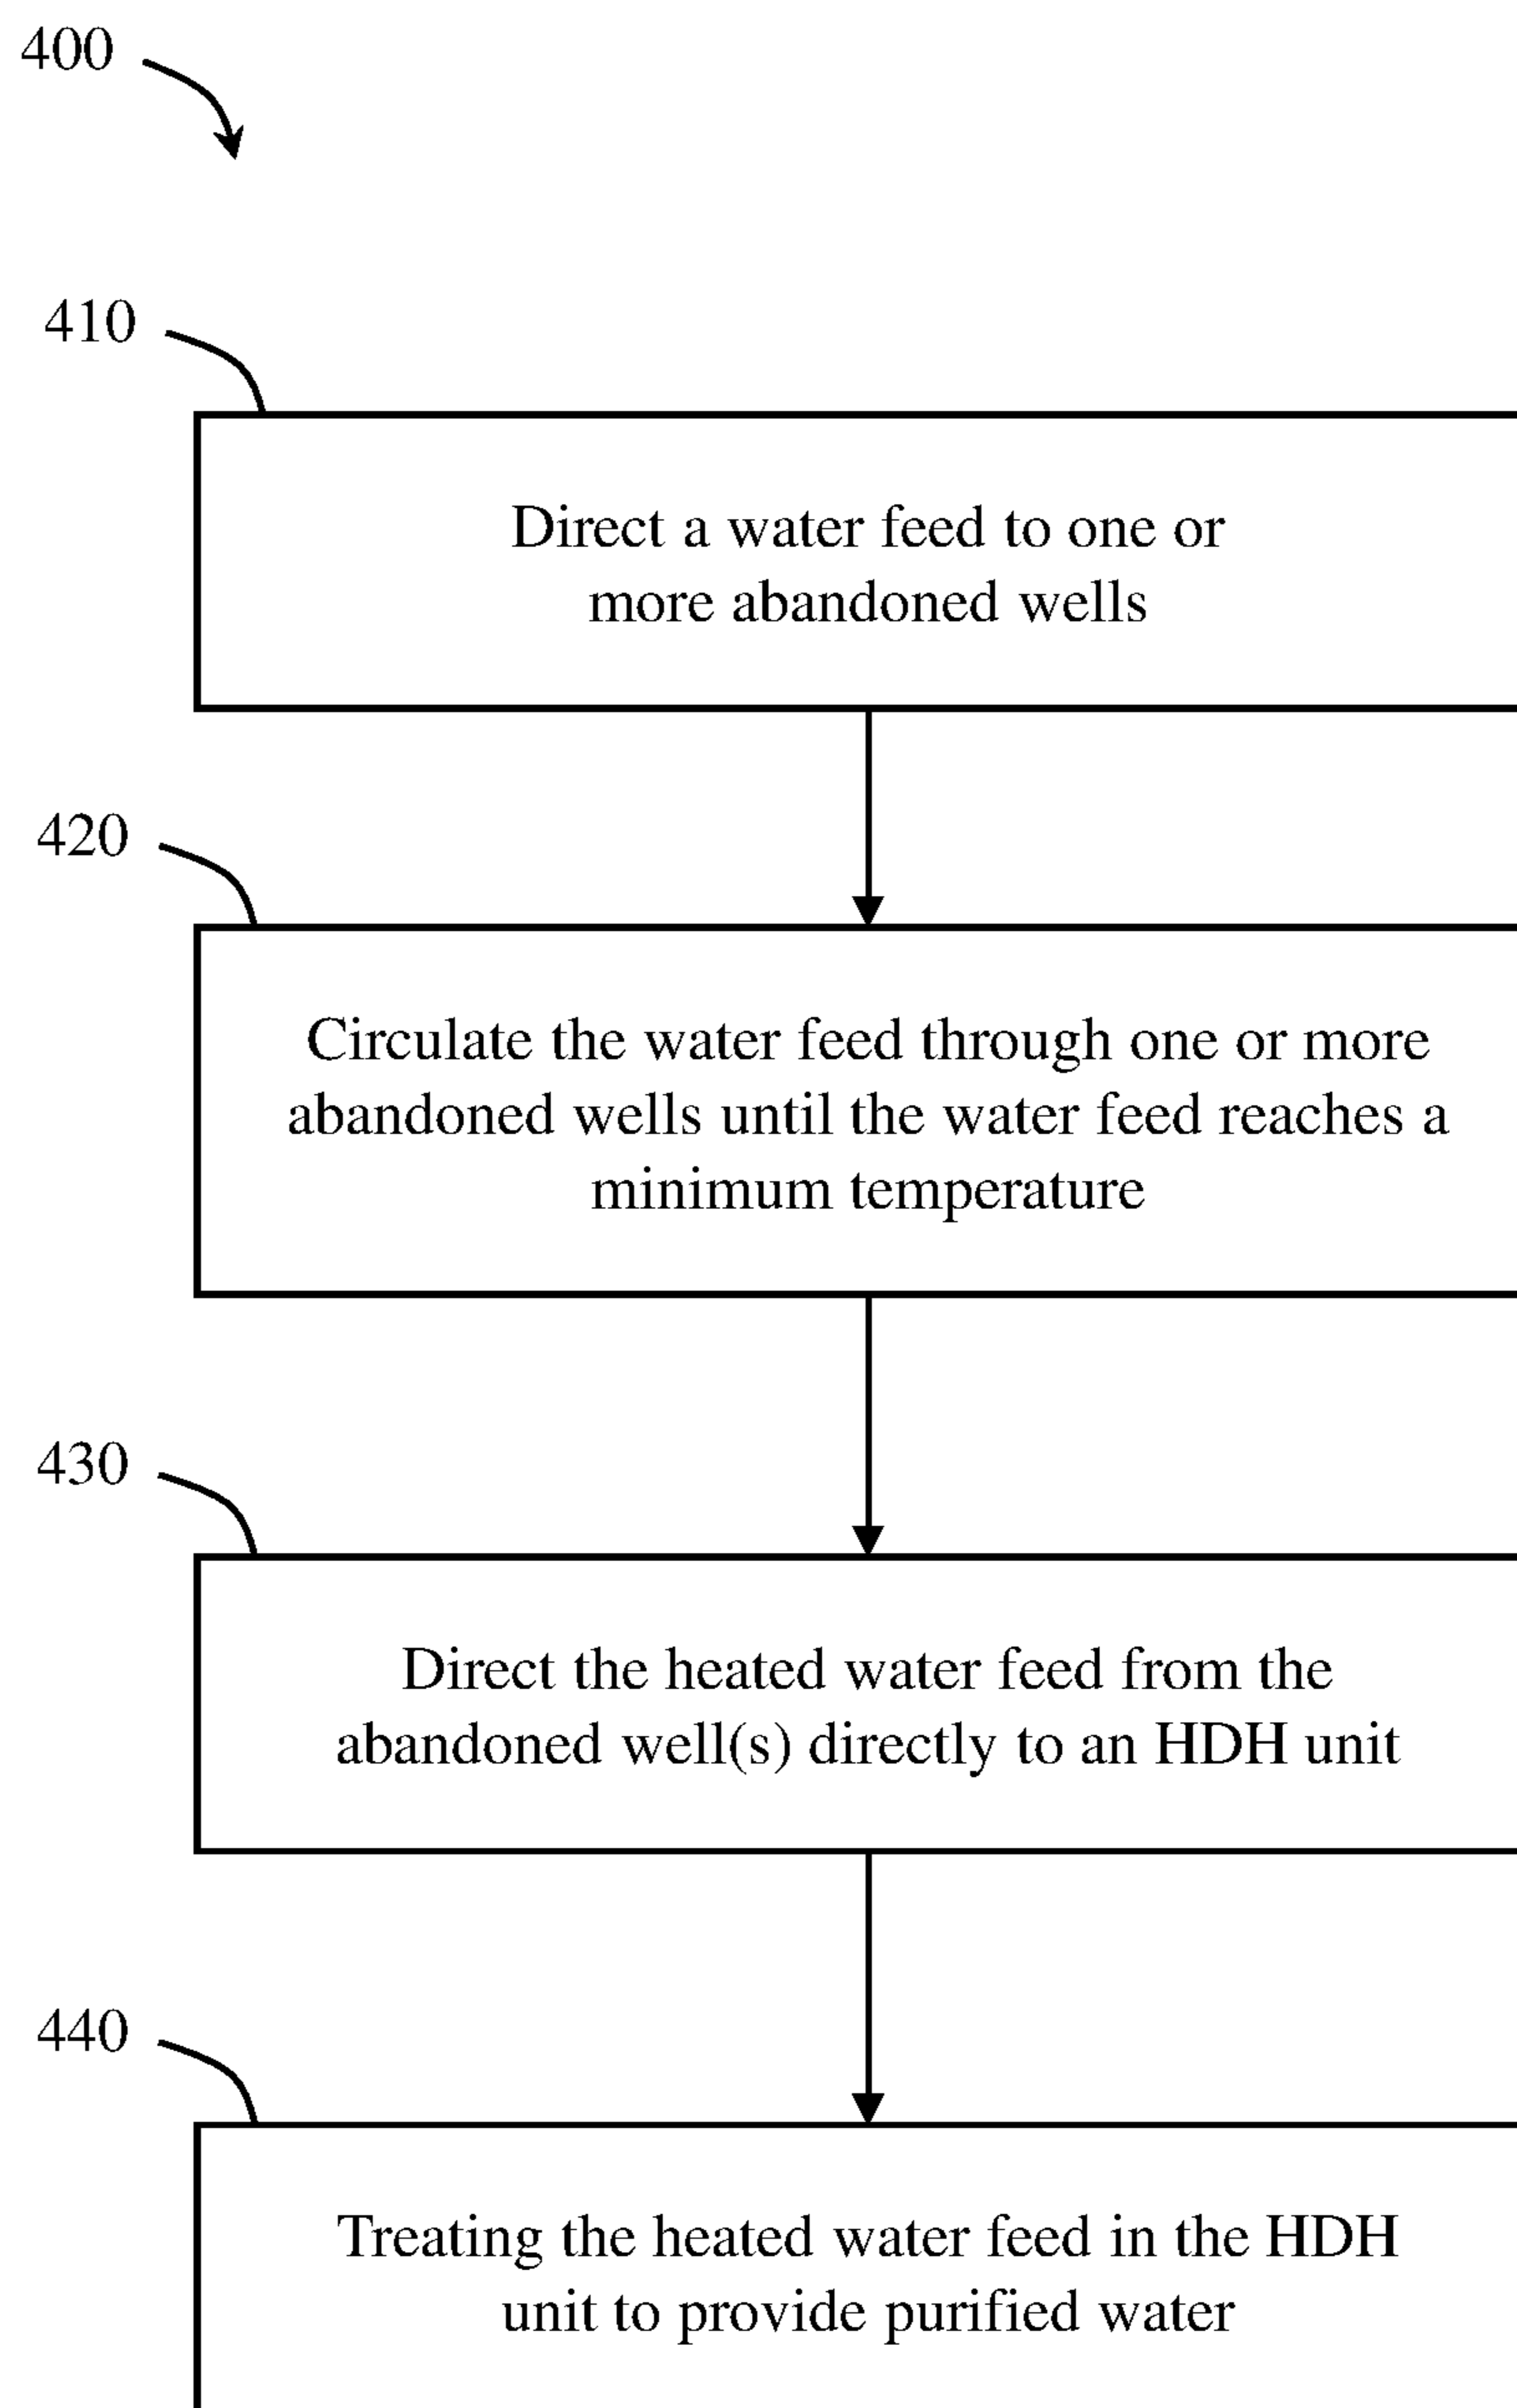 400
410
Direct a water feed to one or
more abandoned wells
420
Circulate the water feed through one or more
abandoned wells until the water feed reaches a
minimum temperature
430
Direct the heated water feed from the
abandoned well(s) directly to an HDH unit
440
Treating the heated water feed in the HDH
unit to provide purified water